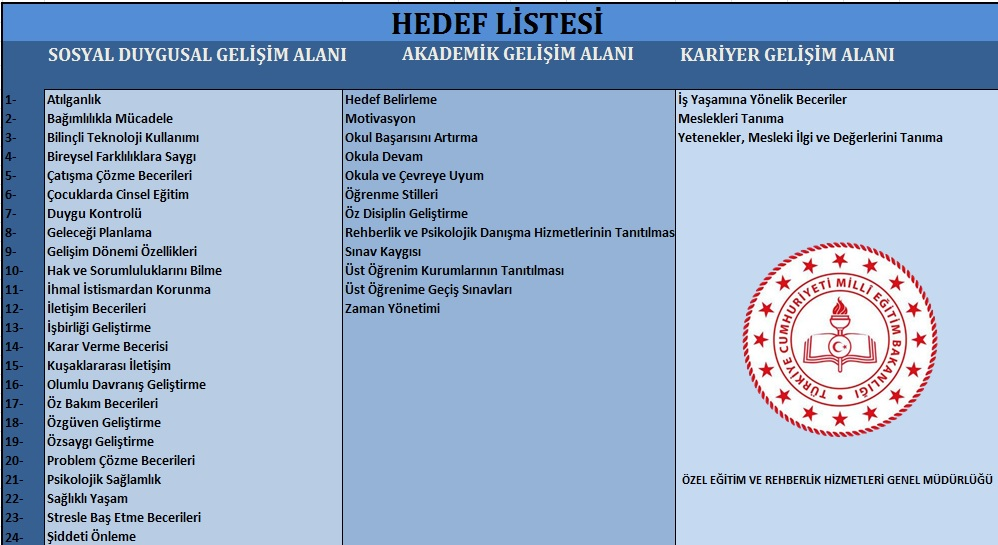 HEDEF LİSTESİ
SOSYAL DUYGUSAL GELİŞİM ALANI AKADEMİK GELİŞİM ALANI KARİYER GELİŞİM ALANI
1- Atılganlık Hedef Belirleme İş Yaşamına Yönelik Beceriler
2- Bağımlılıkla Mücadele Motivasyon Meslekleri Tanıma
3- Bilinçli Teknoloji Kullanımı Okul Başarısını Artırma Yetenekler, Mesleki İlgi ve Değerlerini Tanıma
4- Bireysel Farklılıklara Saygı Okula Devam
5- Çatışma Çözme Becerileri Okula ve Çevreye Uyum
6- Çocuklarda Cinsel Eğitim Öğrenme Stilleri
7- Duygu Kontrolü Öz Disiplin Geliştirme
8- Geleceği Planlama Rehberlik ve Psikolojik Danışma Hizmetlerinin Tanıtılmas
9- Gelişim Dönemi Özellikleri Sınav Kaygısı
10- Hak ve Sorumluluklarını Bilme Üst Öğrenim Kurumlarının Tanıtılması
11- İhmal İstismardan Korunma Üst Öğrenime Geçiş Sınavları
12- İletişim Becerileri Zaman Yönetimi
13- İşbirliği Geliştirme
14- Karar Verme Becerisi
15- Kuşaklararası İletişim
16- Olumlu Davranış Geliştirme
17- Öz Bakım Becerileri
18- Özgüven Geliştirme
19- Özsaygı Geliştirme
20- Problem Çözme Becerileri
21- Psikolojik Sağlamlık
22- Sağlıklı Yaşam
23- Stresle Baş Etme Becerileri
24- Şiddeti Önleme
TÜRKİYE CUMHURİYETİ MİLLÎ EĞİTİM BAKANLIĞI
ÖZEL EĞİTİM VE REHBERLİK HİZMETLERİ GENEL MÜDÜRLÜĞÜ